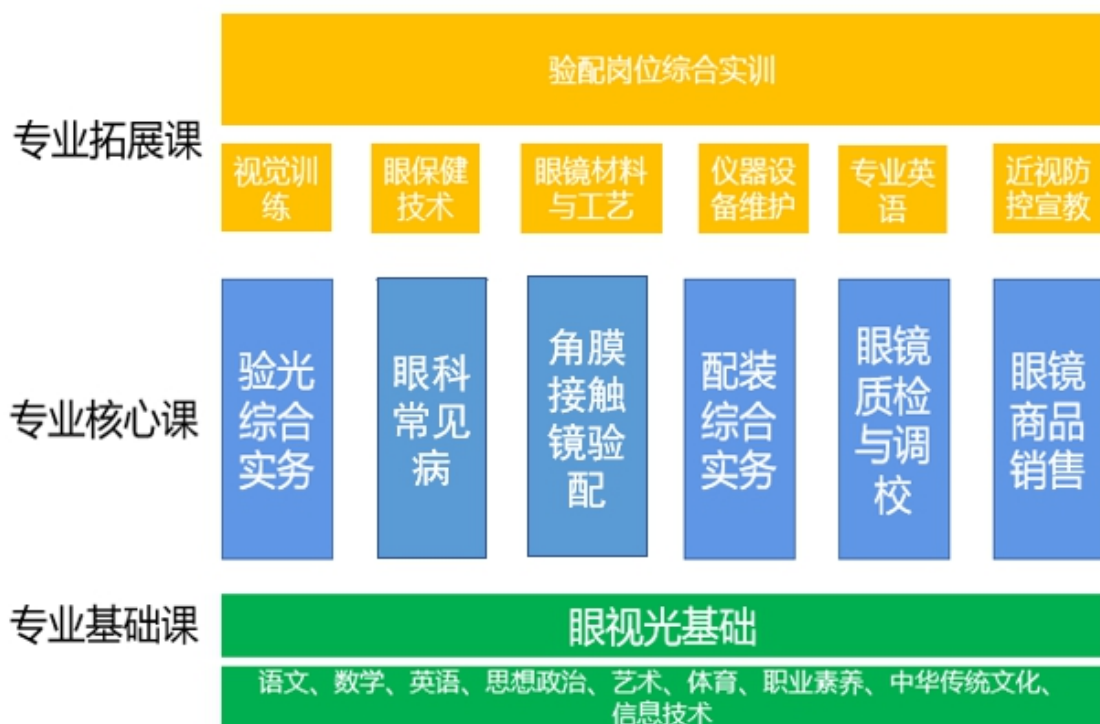 验配岗位综合实训
专业拓展课
视觉训
练
眼保健
技术
眼镜材料
与工艺
仪器设
备维护
专业英
语
近视防
控宣教
专业核心课
验光
综合
实务
眼科
常见
病
角膜
接触
镜验
配
配装
综合
实务
眼镜
质检
与调
校
眼镜
商品
销售
专业基础课
眼视光基础
语文、数学、英语、思想政治、艺术、体育、职业素养、中华传统文化、
信息技术